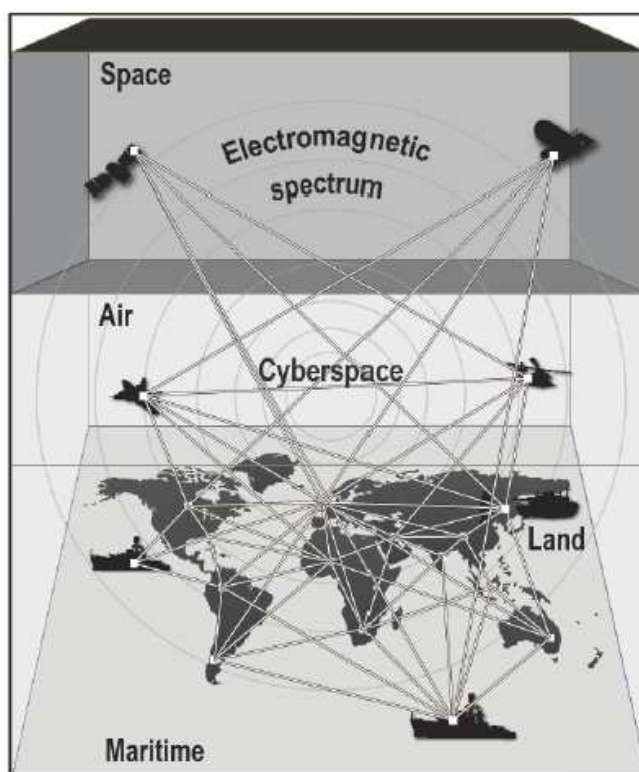 Space
Electromagnetic
spectrum
Air
Cyberspace
Land
Maritime